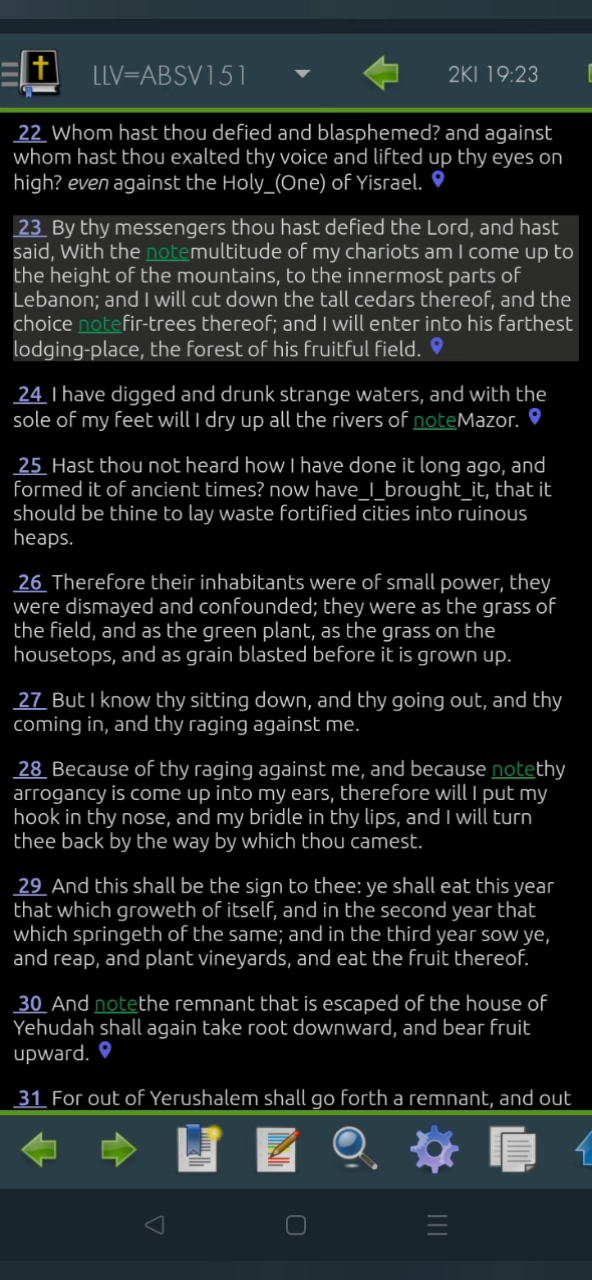 LLV=ABSV151
2KI 19:23
22 Whom hast thou defied and blasphemed? and against
whom hast thou exalted thy voice and lifted up thy eyes on
high? even against the Holy_(One) of Yisrael.
23 By thy messengers thou hast defied the Lord, and hast
said, With the notemultitude of my chariots am I come up to
the height of the mountains, to the innermost parts of
Lebanon; and I will cut down the tall cedars thereof, and the
choice notefir-trees thereof; and I will enter into his farthest
lodging-place, the forest of his fruitful field.
24 I have digged and drunk strange waters, and with the
sole of my feet will I dry up all the rivers of noteMazor.
25 Hast thou not heard how I have done it long ago, and
formed it of ancient times? now have_I_brought_it, that it
should be thine to lay waste fortified cities into ruinous
heaps.
26 Therefore their inhabitants were of small power, they
were dismayed and confounded; they were as the grass of
the field, and as the green plant, as the grass on the
housetops, and as grain blasted before it is grown up.
27 But I know thy sitting down, and thy going out, and thy
coming in, and thy raging against me.
28 Because of thy raging against me, and because notethy
arrogancy is come up into my ears, therefore will I put my
hook in thy nose, and my bridle in thy lips, and I will turn
thee back by the way by which thou camest.
29 And this shall be the sign to thee: ye shall eat this year
that which groweth of itself, and in the second year that
which springeth of the same; and in the third year sow ye,
and reap, and plant vineyards, and eat the fruit thereof.
30 And notethe remnant that is escaped of the house of
Yehudah shall again take root downward, and bear fruit
upward.
31 For out of Yerushalem shall go forth a remnant, and out